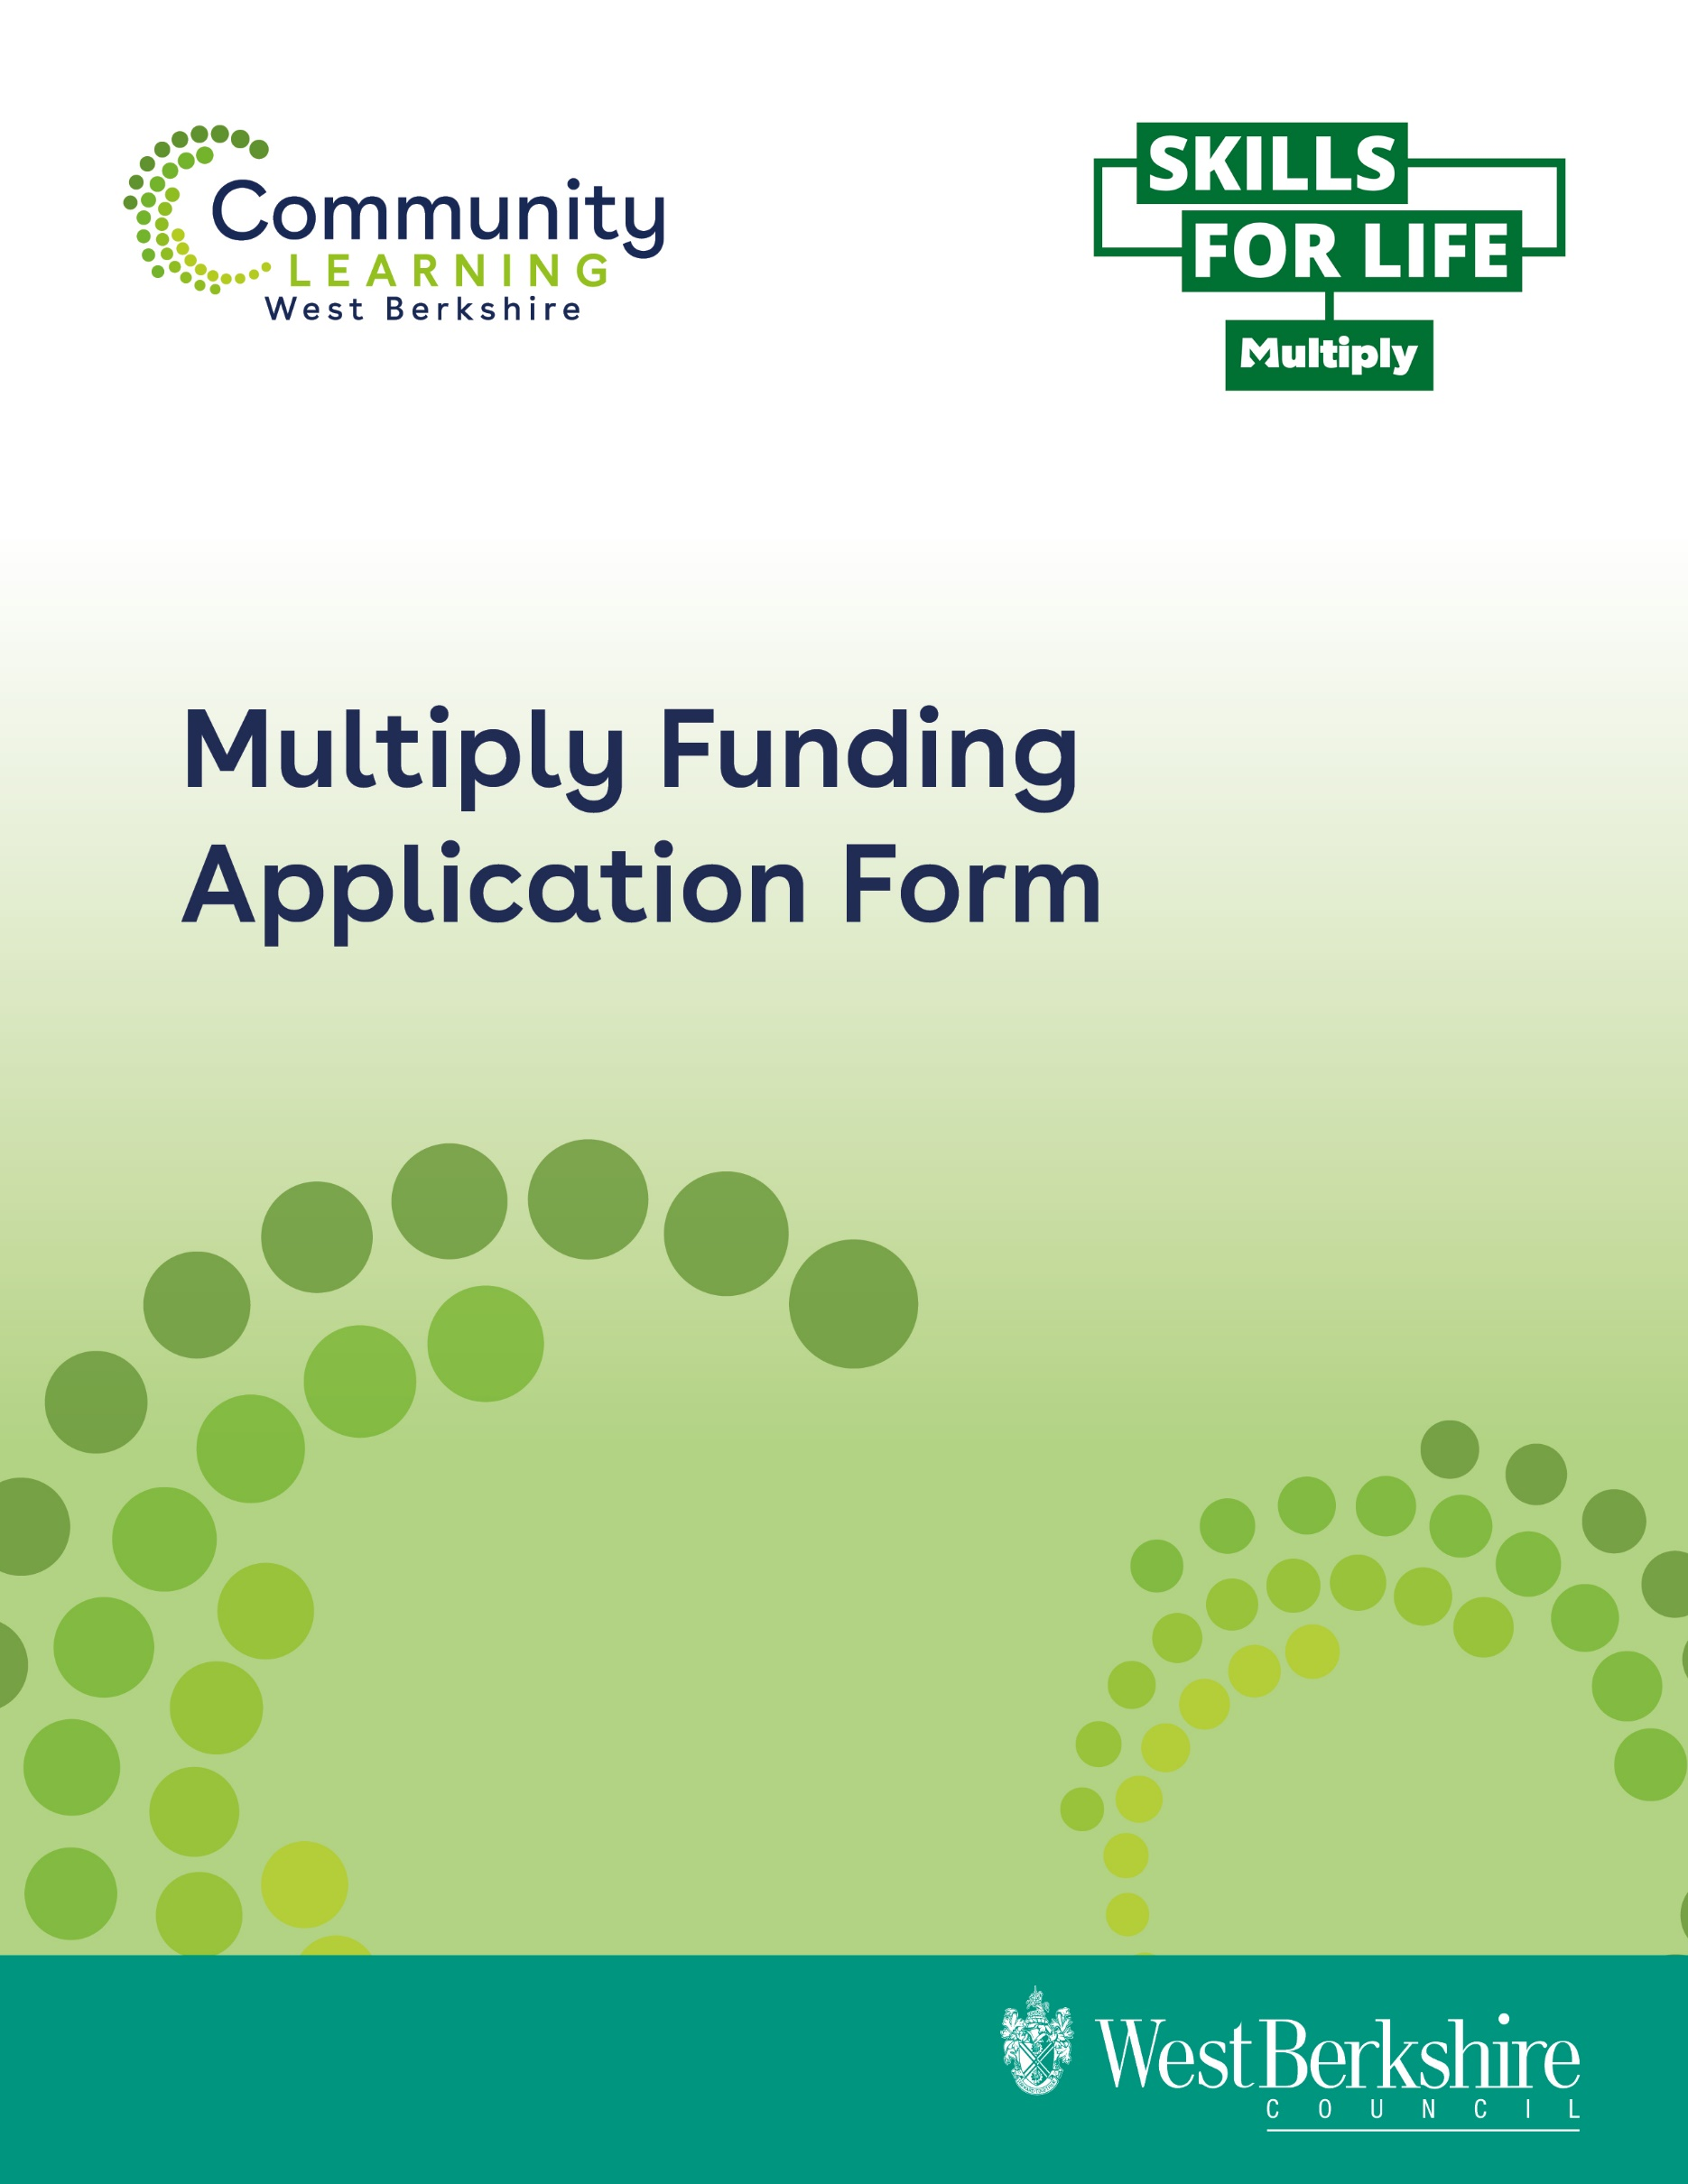 Community
LEARNING
West Berkshire
SKILLS
FOR LIFE
Multiply
Multiply Funding
Application Form
West Berkshire
COUNCIL